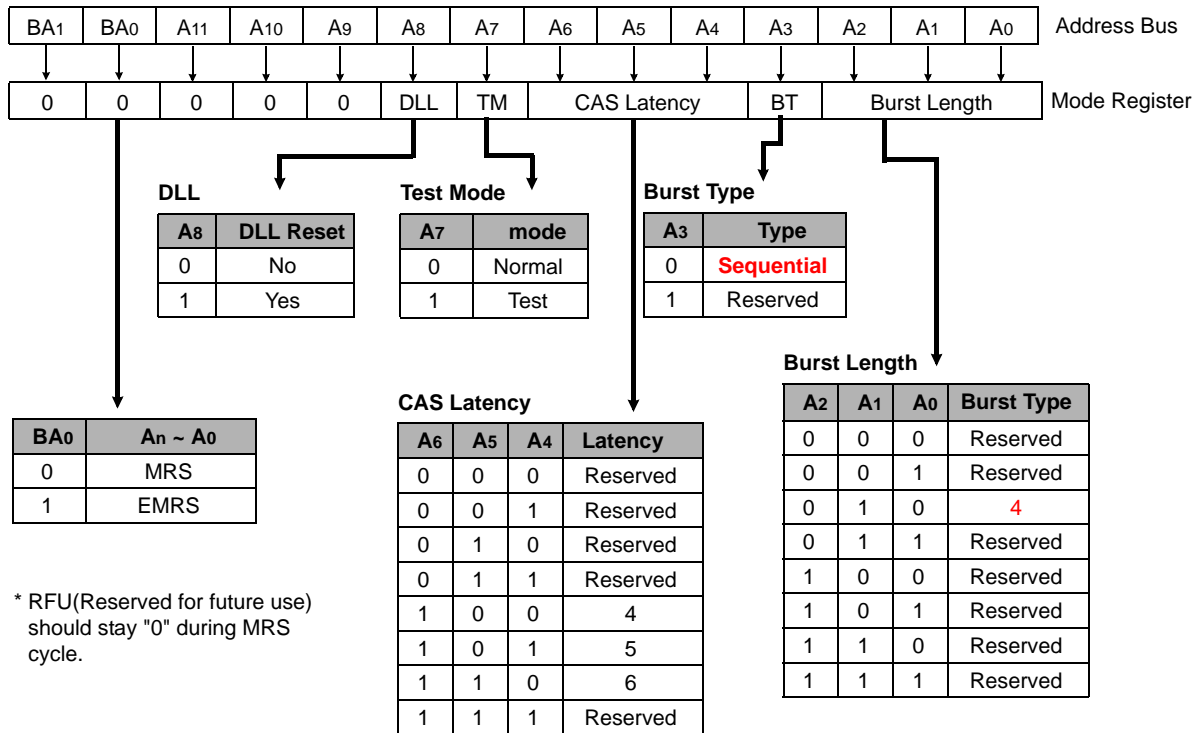 BA1 BA0 A11 A10 A9 A8 A7 A6 A5 A4 A3 A2 A1 A0 Address Bus
0 0 0 0 0 DLL TM CAS Latency BT Burst Length Mode Register
DLL
A8 DLL Reset
0 No
1 Yes
Test Mode
A7 mode
0 Normal
1 Test
Burst Type
A3 Type
0 Sequential
1 Reserved
BA0 An ~ A0
0 MRS
1 EMRS
* RFU(Reserved for future use)
should stay "0" during MRS
cycle.
CAS Latency
A6 A5 A4 Latency
0 0 0 Reserved
0 0 1 Reserved
0 1 0 Reserved
0 1 1 Reserved
1 0 0 4
1 0 1 5
1 1 0 6
1 1 1 Reserved
Burst Length
A2 A1 A0 Burst Type
0 0 0 Reserved
0 0 1 Reserved
0 1 0 4
0 1 1 Reserved
1 0 0 Reserved
1 0 1 Reserved
1 1 0 Reserved
1 1 1 Reserved